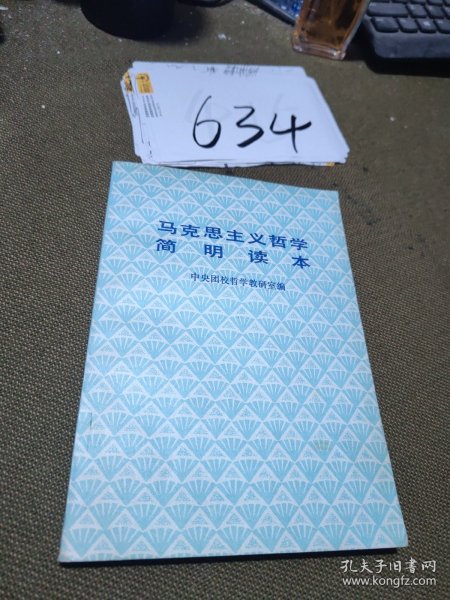 634
马克思主义哲学
简明读本
中央团校哲学教研室编
孔夫子旧书网
www.kongfz.com